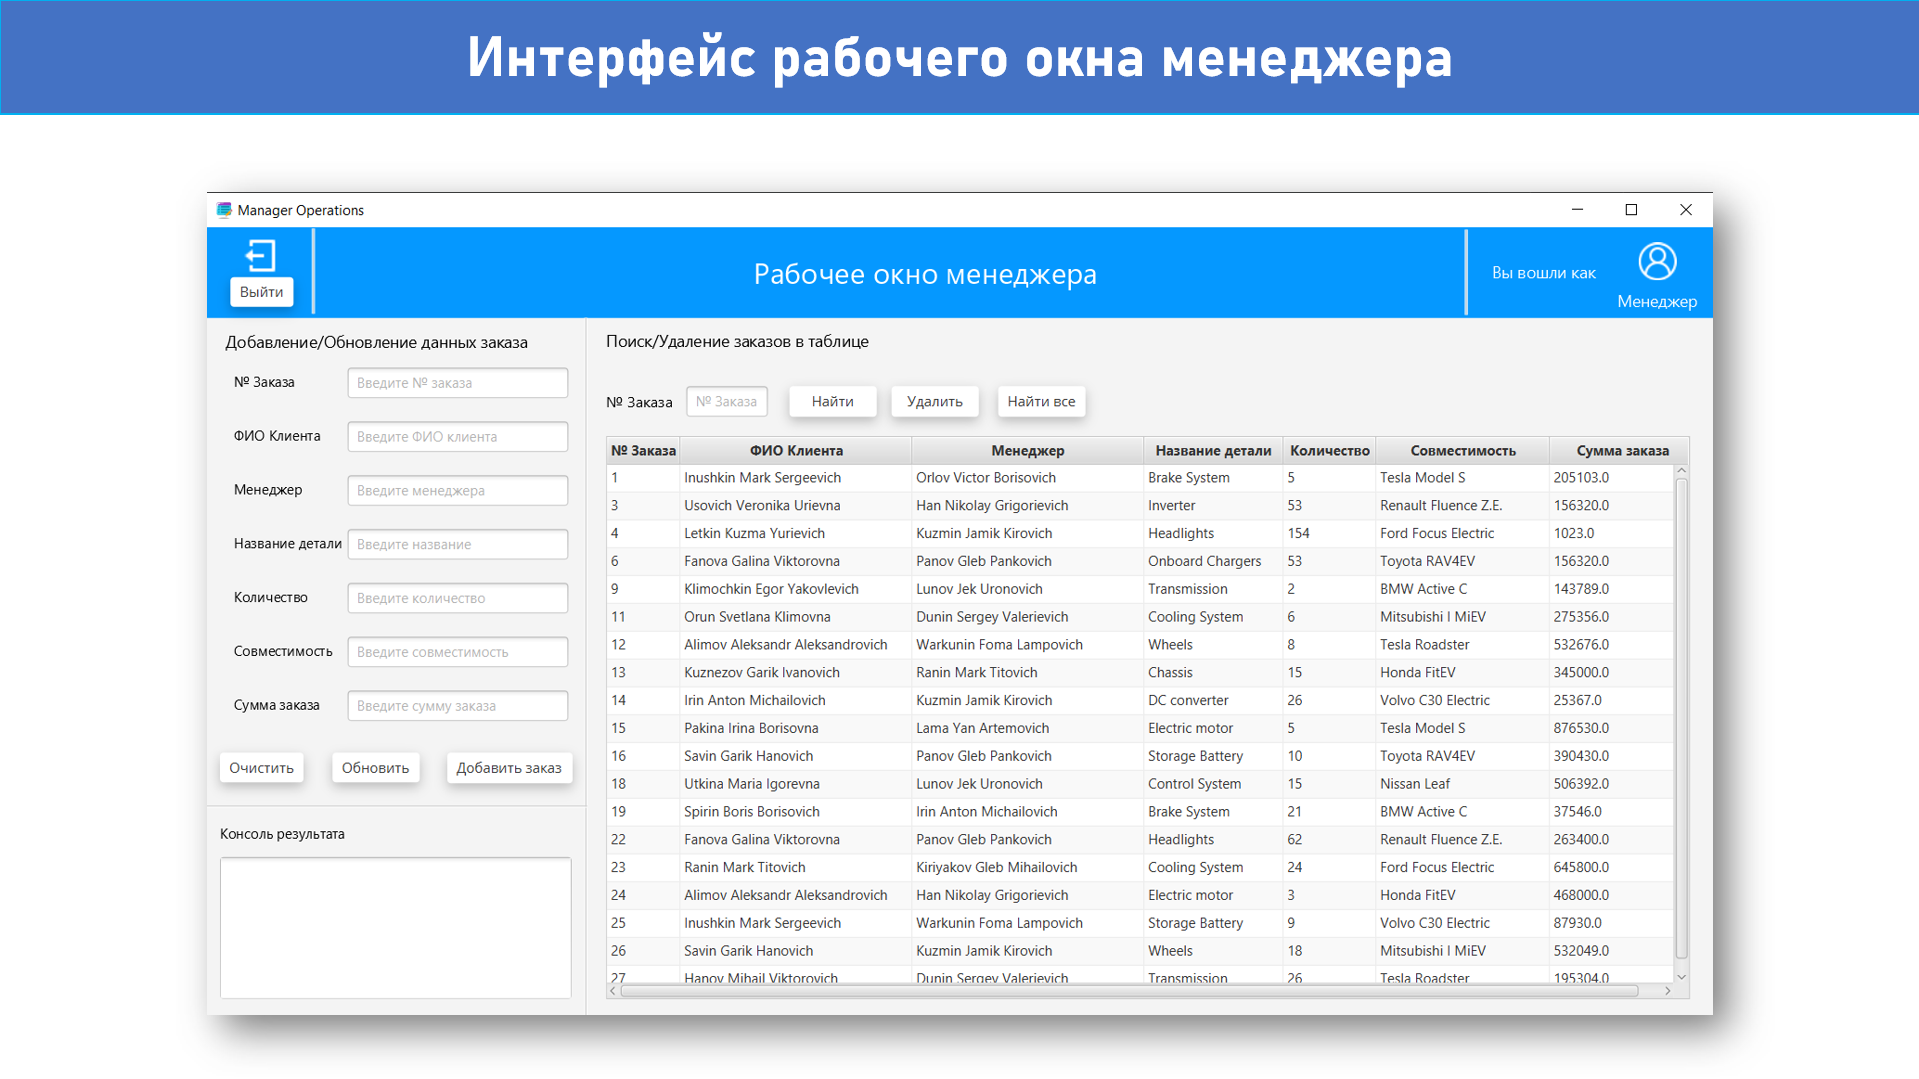 Интерфейс рабочего окна менеджера
Manager Operations
Выйти
Рабочее окно менеджера
Вы вошли как
Менеджер
Добавление/Обновление данных заказа
№ Заказа Введите № заказа
ФИО Клиента Введите ФИО клиента
Менеджер Введите менеджера
Название детали Введите название
Количество Введите количество
Совместимость Введите совместимость
Сумма заказа Введите сумму заказа
Очистить Обновить Добавить заказ
Консоль результата
Поиск/Удаление заказов в таблице
№ Заказа № Заказа Найти Удалить Найти все
№ Заказа ФИО Клиента Менеджер Название детали Количество Совместимость Сумма заказа
1 Inushkin Mark Sergeevich Orlov Victor Borisovich Brake System 5 Tesla Model S 205103.0
3 Usovich Veronika Urievna Han Nikolay Grigorievich Inverter 53 Renault Fluence Z.E. 156320.0
4 Letkin Kuzma Yurievich Kuzmin Jamik Kirovich Headlights 154 Ford Focus Electric 1023.0
6 Fanova Galina Viktorovna Panov Gleb Pankovich Onboard Chargers 53 Toyota RAV4EV 156320.0
9 Klimochkin Egor Yakovlevich Lunov Jek Uronovich Transmission 2 BMW Active C 143789.0
11 Orun Svetlana Klimovna Dunin Sergey Valerievich Cooling System 6 Mitsubishi I MiEV 275356.0
12 Alimov Aleksandr Aleksandrovich Warkunin Foma Lampovich Wheels 8 Tesla Roadster 532676.0
13 Kuznezov Garik Ivanovich Ranin Mark Titovich Chassis 15 Honda FitEV 345000.0
14 Irin Anton Michailovich Kuzmin Jamik Kirovich DC converter 26 Volvo C30 Electric 25367.0
15 Pakina Irina Borisovna Lama Yan Artemovich Electric motor 5 Tesla Model S 876530.0
16 Savin Garik Hanovich Panov Gleb Pankovich Storage Battery 10 Toyota RAV4EV 390430.0
18 Utkina Maria Igorevna Lunov Jek Uronovich Control System 15 Nissan Leaf 506392.0
19 Spirin Boris Borisovich Irin Anton Michailovich Brake System 21 BMW Active C 37546.0
22 Fanova Galina Viktorovna Panov Gleb Pankovich Headlights 62 Renault Fluence Z.E. 263400.0
23 Ranin Mark Titovich Kiriyakov Gleb Mihailovich Cooling System 24 Ford Focus Electric 645800.0
24 Alimov Aleksandr Aleksandrovich Han Nikolay Grigorievich Electric motor 3 Honda FitEV 468000.0
25 Inushkin Mark Sergeevich Warkunin Foma Lampovich Storage Battery 9 Volvo C30 Electric 87930.0
26 Savin Garik Hanovich Kuzmin Jamik Kirovich Wheels 18 Mitsubishi I MiEV 532049.0
27 Hanov Mihail Viktorovich Dunin Sergey Valerievich Transmission 26 Tesla Roadster 195304.0